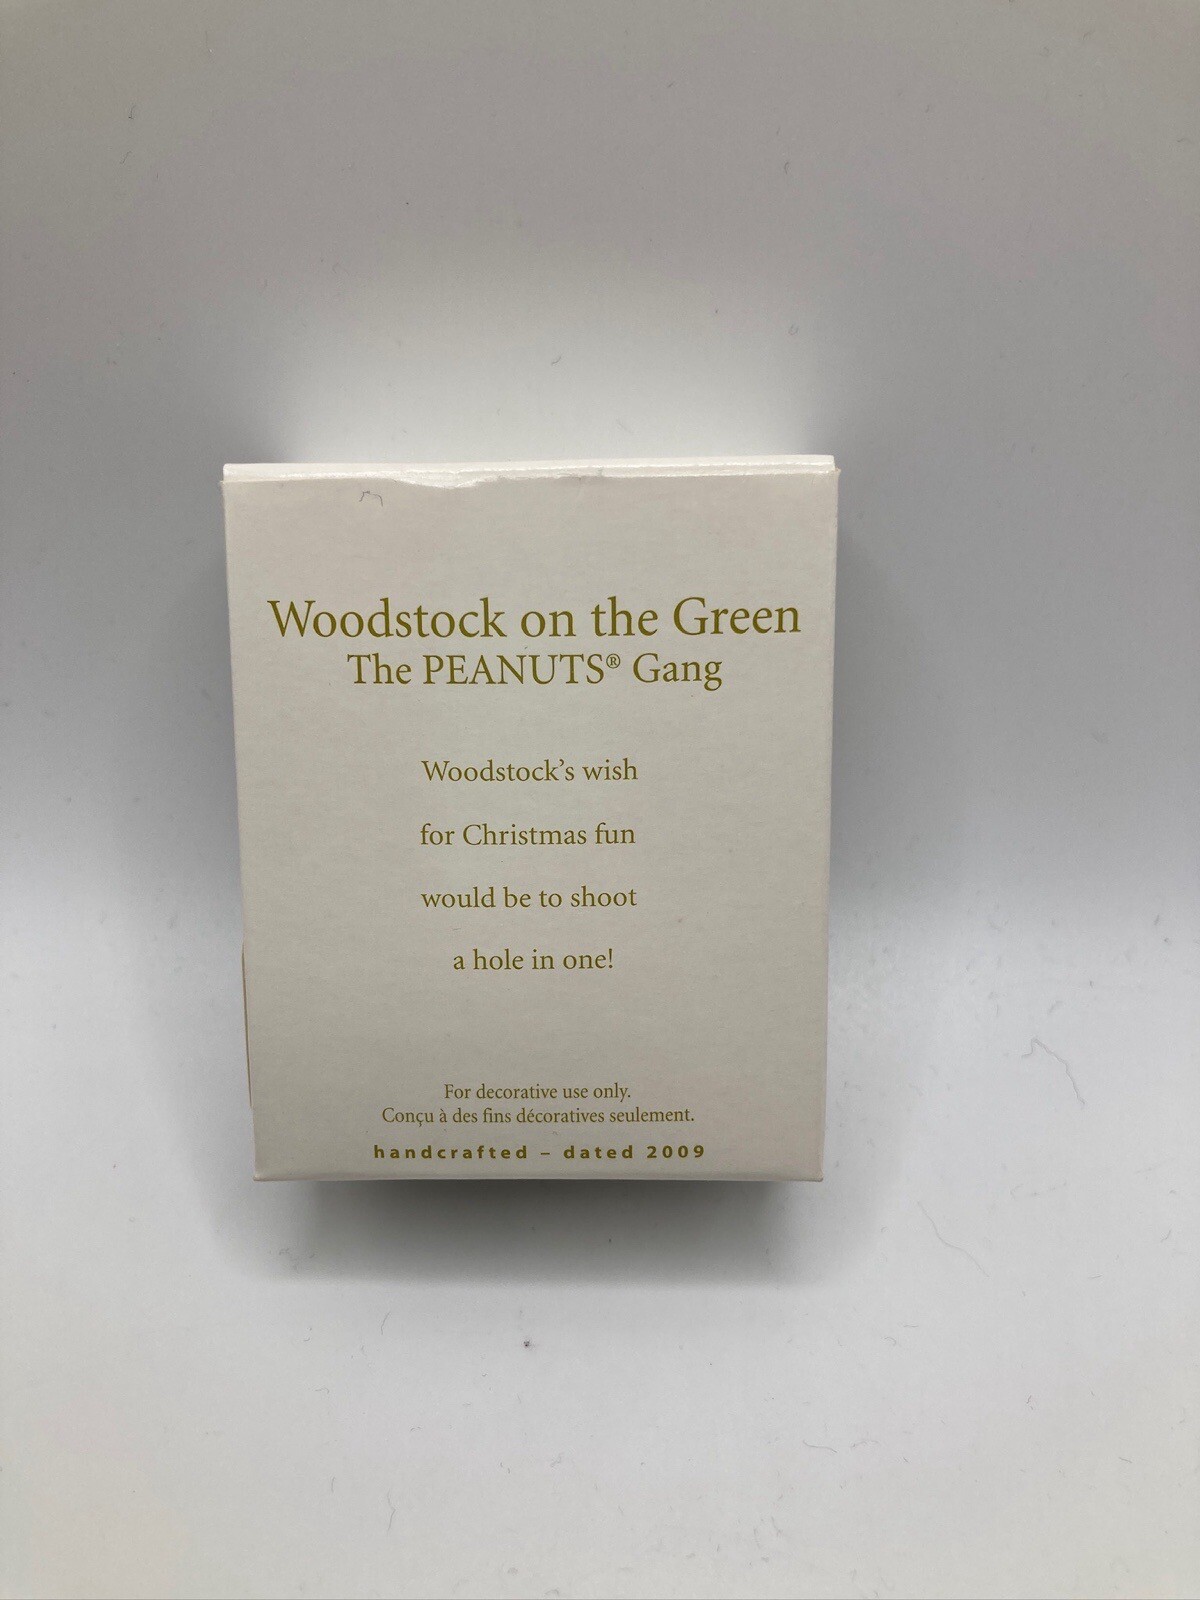 Woodstock on the Green
The PEANUTS® Gang
Woodstock’s wish
for Christmas fun
would be to shoot
a hole in one!
For decorative use only.
Conçu à des fins décoratives seulement.
handcrafted – dated 2009